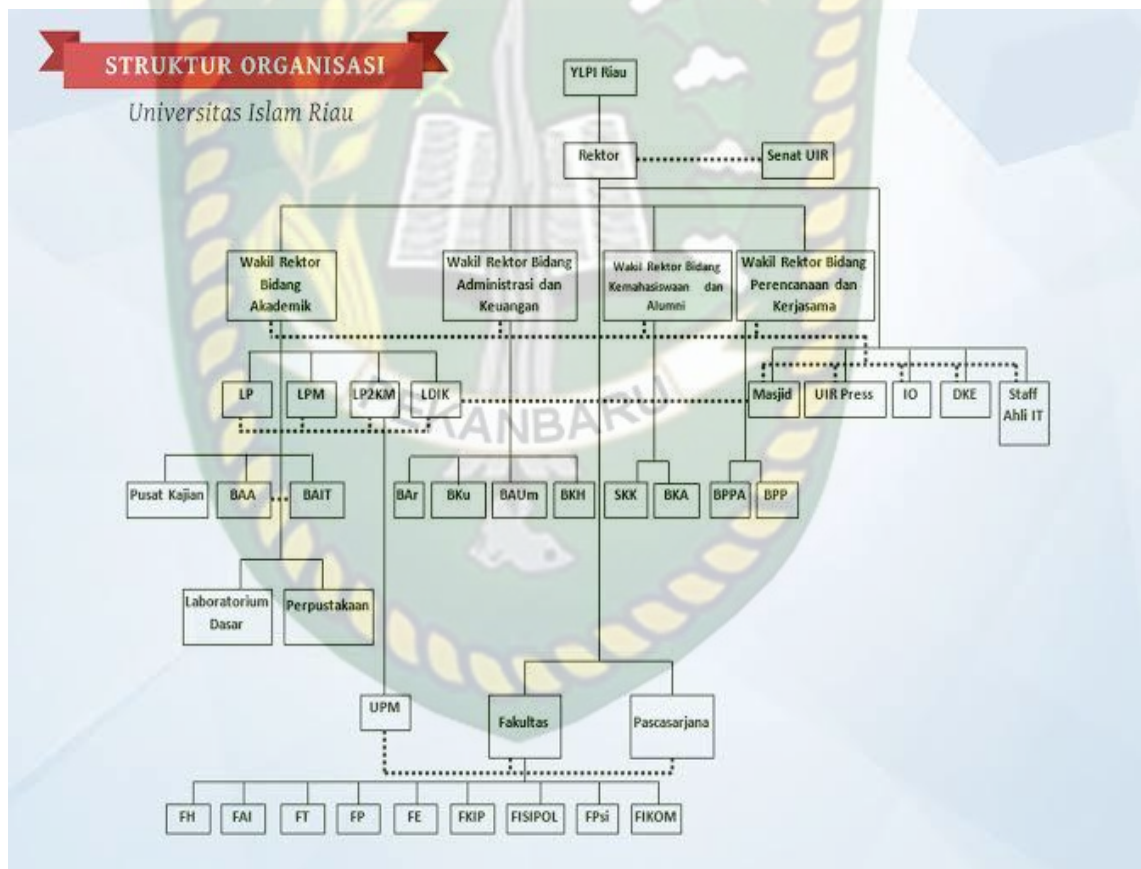 STRUKTUR ORGANISASI
Universitas Islam Riau
YLPI Riau
Rektor
Senat UIR
Wakil Rektor
Bidang
Akademik
Wakil Rektor Bidang
Administrasi dan
Keuangan
Wakil Rektor Bidang
Kemahasiswaan dan
Alumni
Wakil Rektor Bidang
Perencanaan dan
Kerjasama
LP
LPM
LP2KM
LDIK
Masjid
UIR Press
IO
DKE
Staff
Ahli IT
PEKANBARU
Pusat Kajian
BAA
BAIT
BAr
BKu
BAUm
BKH
SKK
BKA
BPPA
BPP
Laboratorium
Dasar
Perpustakaan
UPM
Fakultas
Pascasarjana
FH
FAI
FT
FP
FE
FKIP
FISIPOL
FPsi
FIKOM